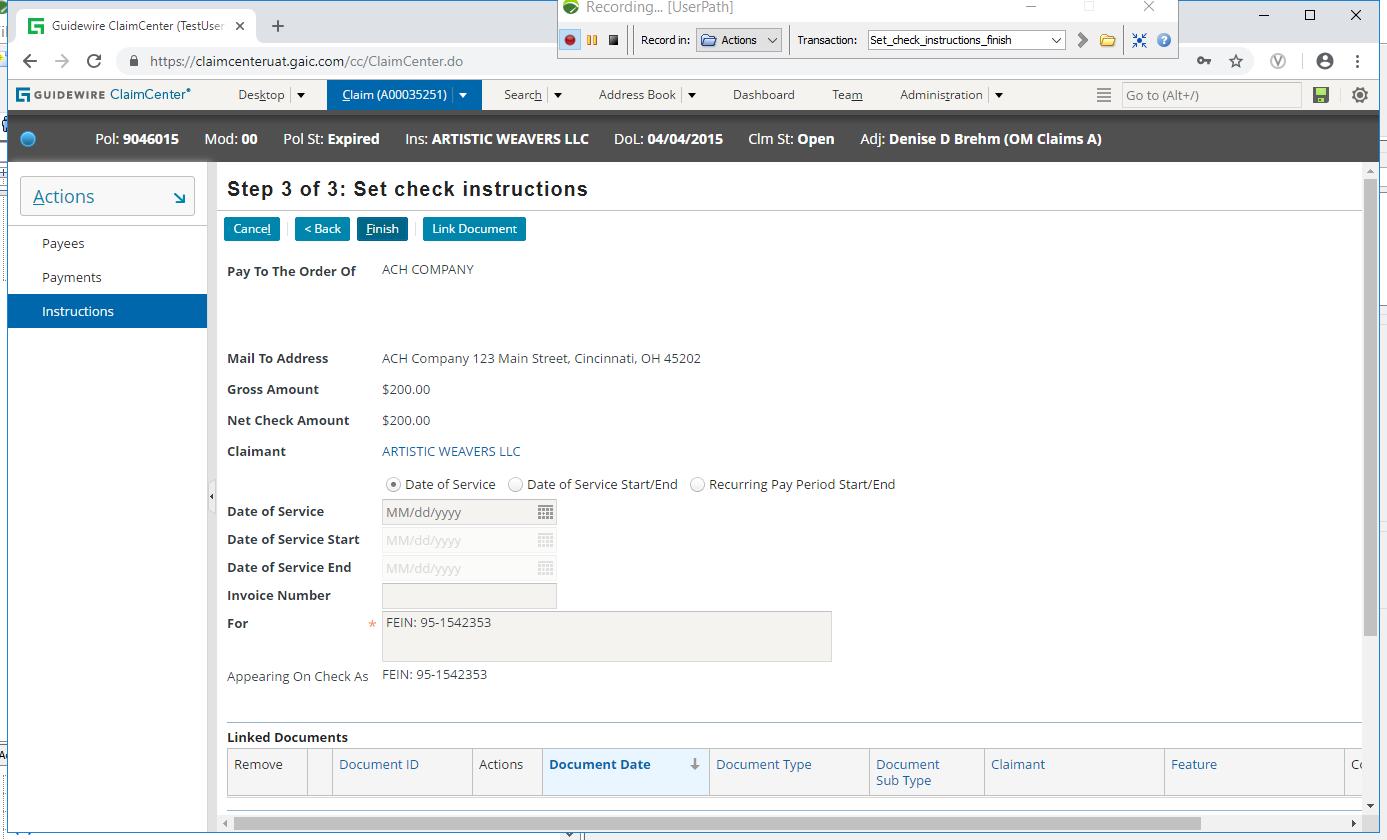 Recording... [UserPath]
Guidewire ClaimCenter (TestUser
Record in: Actions Transaction: Set_check_instructions_finish
https://claimcenteruat.gaic.com/cc/ClaimCenter.do
GUIDEWIRE ClaimCenter® Desktop Claim (A00035251) Search Address Book Dashboard Team Administration Go to (Alt+/)
Pol: 9046015 Mod: 00 Pol St: Expired Ins: ARTISTIC WEAVERS LLC DoL: 04/04/2015 Clm St: Open Adj: Denise D Brehm (OM Claims A)
Actions
Payees
Payments
Instructions
Step 3 of 3: Set check instructions
Cancel < Back Finish Link Document
Pay To The Order Of ACH COMPANY
Mail To Address ACH Company 123 Main Street, Cincinnati, OH 45202
Gross Amount $200.00
Net Check Amount $200.00
Claimant ARTISTIC WEAVERS LLC
Date of Service Date of Service Start/End Recurring Pay Period Start/End
Date of Service MM/dd/yyyy
Date of Service Start MM/dd/yyyy
Date of Service End MM/dd/yyyy
Invoice Number
For * FEIN: 95-1542353
Appearing On Check As FEIN: 95-1542353
Linked Documents
Remove Document ID Actions Document Date Document Type Document Sub Type Claimant Feature